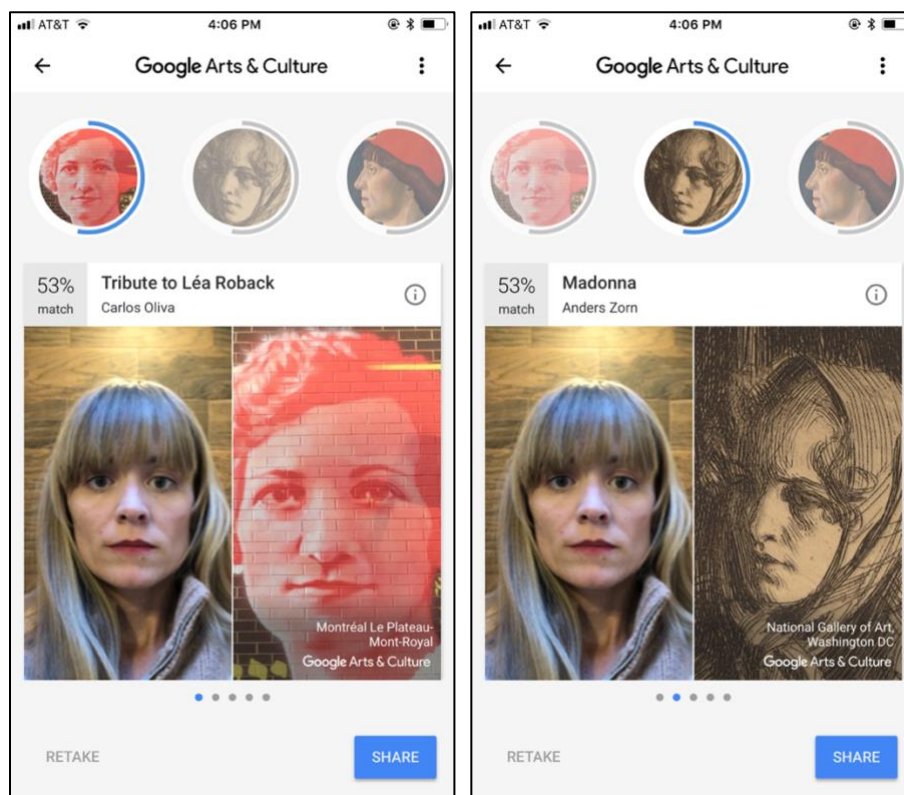 AT&T 4:06 PM
Google Arts & Culture
53%
match
Tribute to Léa Roback
Carlos Oliva
Montréal Le Plateau-
Mont-Royal
Google Arts & Culture
RETAKE
SHARE
AT&T 4:06 PM
Google Arts & Culture
53%
match
Madonna
Anders Zorn
National Gallery of Art,
Washington DC
Google Arts & Culture
RETAKE
SHARE